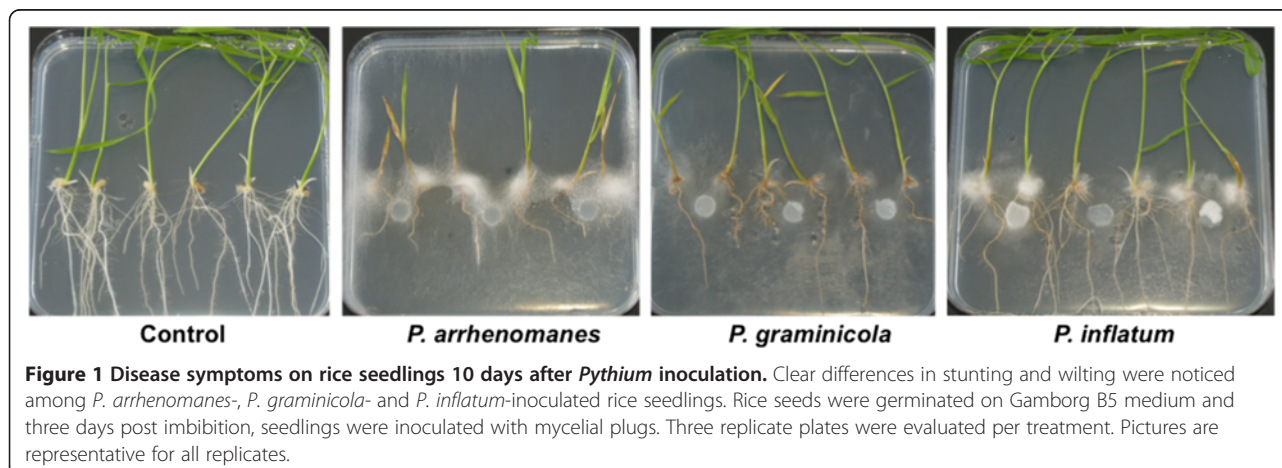 Control
P. arrhenomanes
P. graminicola
P. inflatum
Figure 1 Disease symptoms on rice seedlings 10 days after Pythium inoculation. Clear differences in stunting and wilting were noticed
among P. arrhenomanes-, P. graminicola- and P. inflatum-inoculated rice seedlings. Rice seeds were germinated on Gamborg B5 medium and
three days post imbibition, seedlings were inoculated with mycelial plugs. Three replicate plates were evaluated per treatment. Pictures are
representative for all replicates.